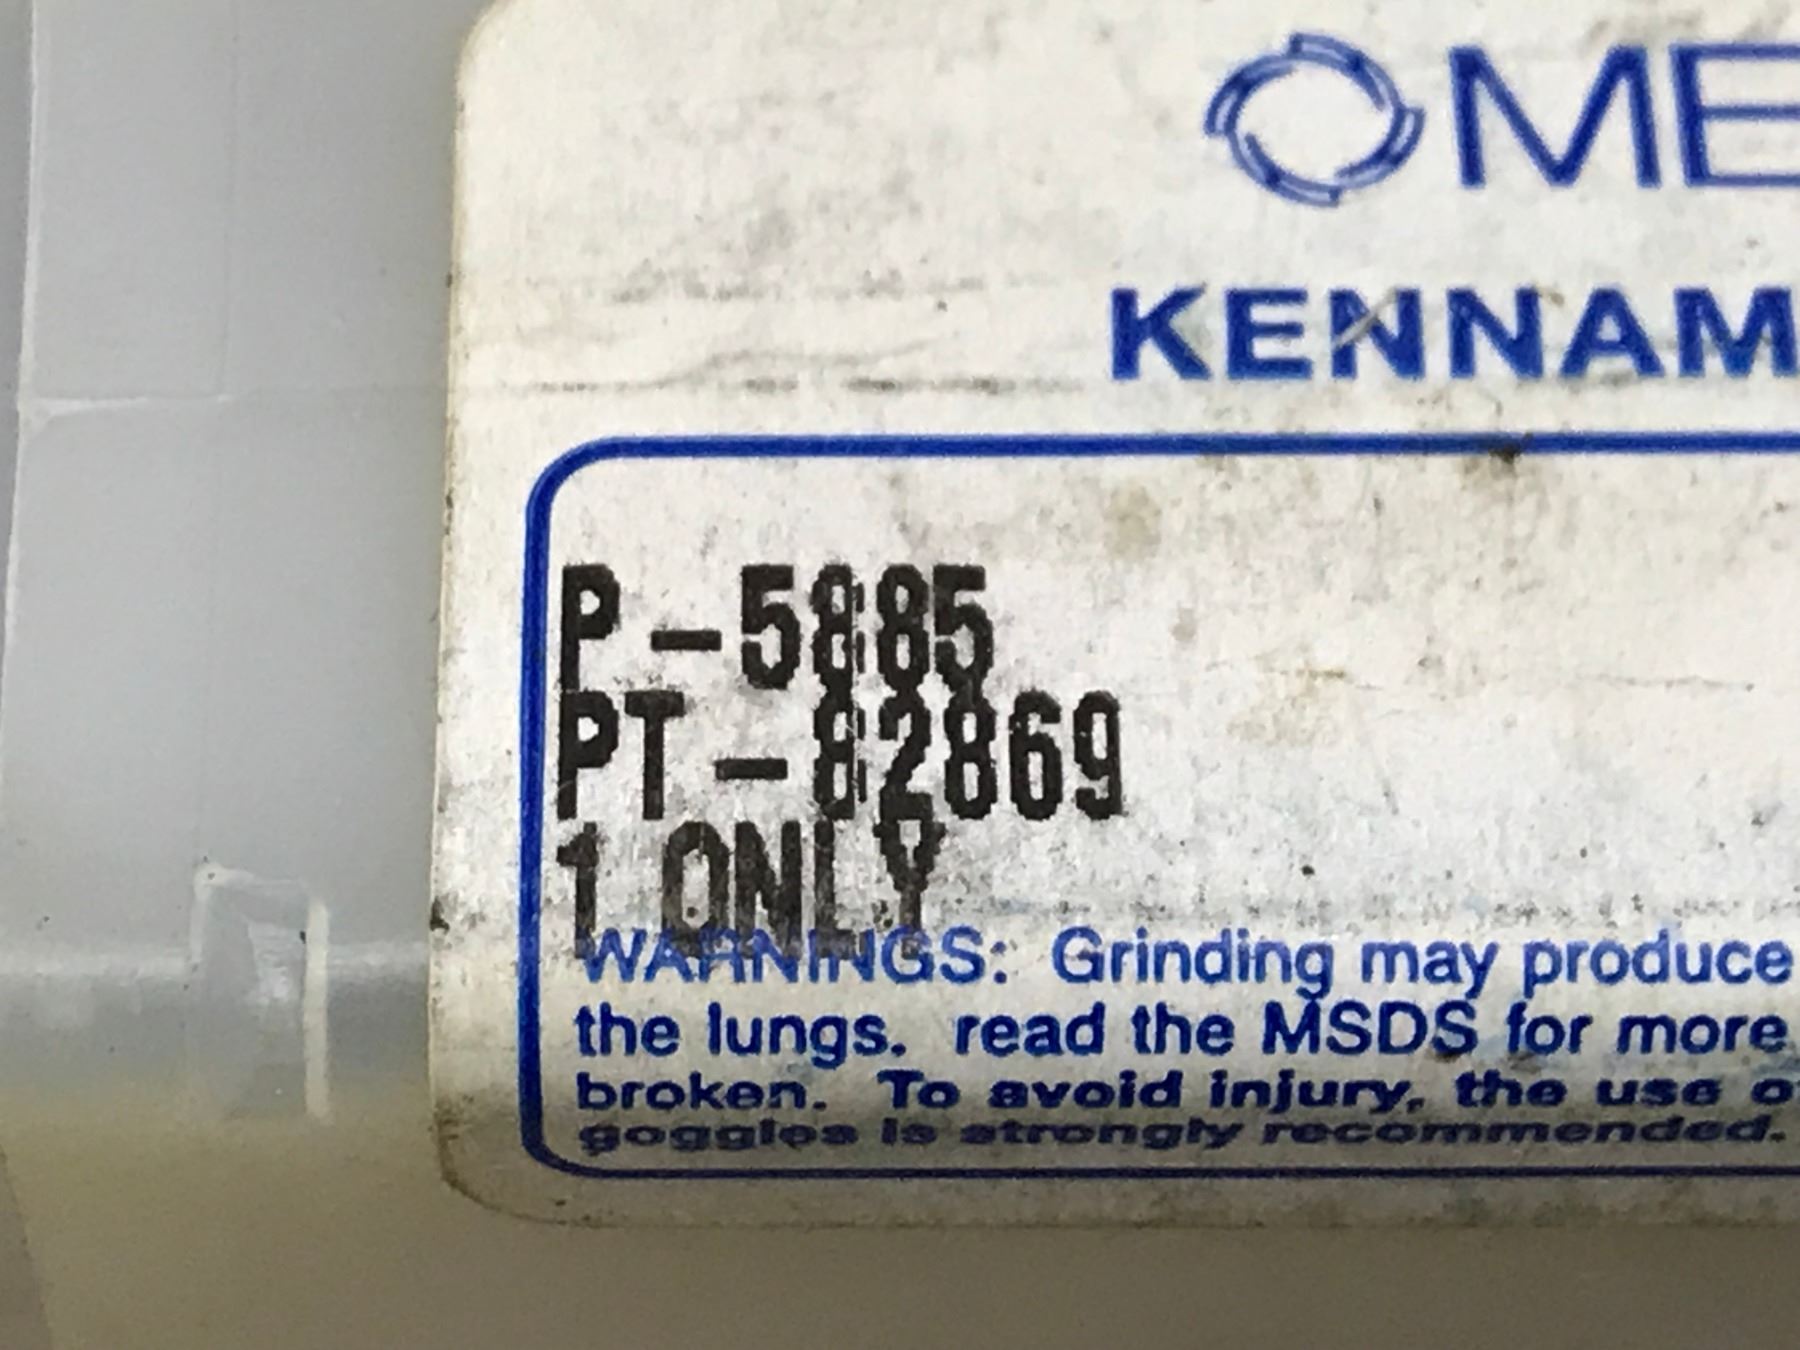 ME
KENNAM
P-5885
PT-82869
1 ONLY
WARNINGS: Grinding may produce
the lungs. read the MSDS for more
broken. To avoid injury, the use of
goggles is strongly recommended.